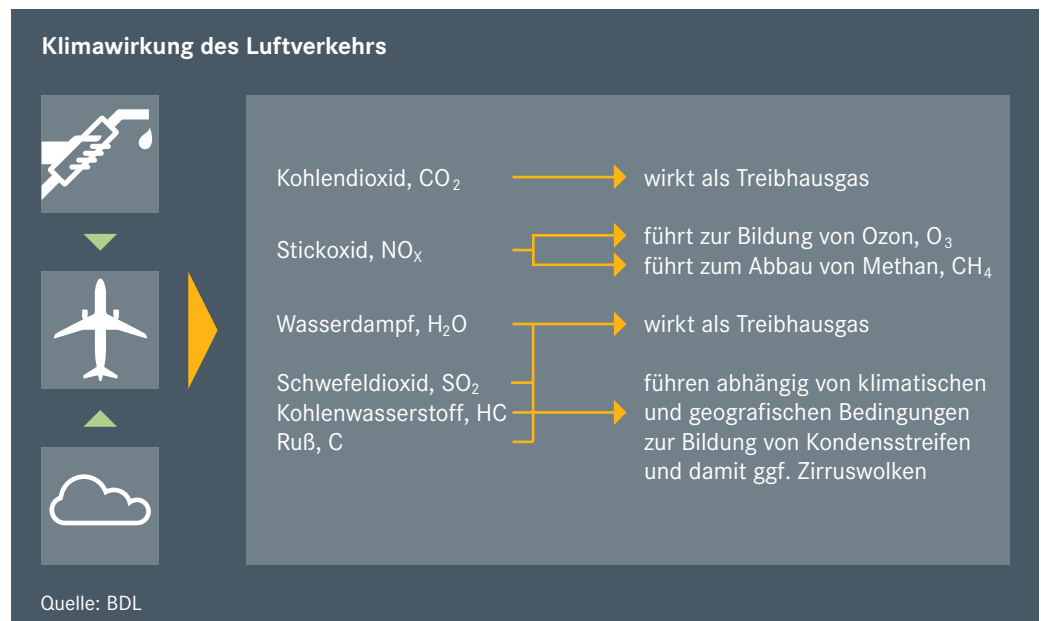 Klimawirkung des Luftverkehrs
Kohlendioxid, CO₂ wirkt als Treibhausgas
Stickoxid, NOₓ führt zur Bildung von Ozon, O₃
führt zum Abbau von Methan, CH₄
Wasserdampf, H₂O wirkt als Treibhausgas
Schwefeldioxid, SO₂
Kohlenwasserstoff, HC
Ruß, C
führen abhängig von klimatischen
und geografischen Bedingungen
zur Bildung von Kondensstreifen
und damit ggf. Zirruswolken
Quelle: BDL